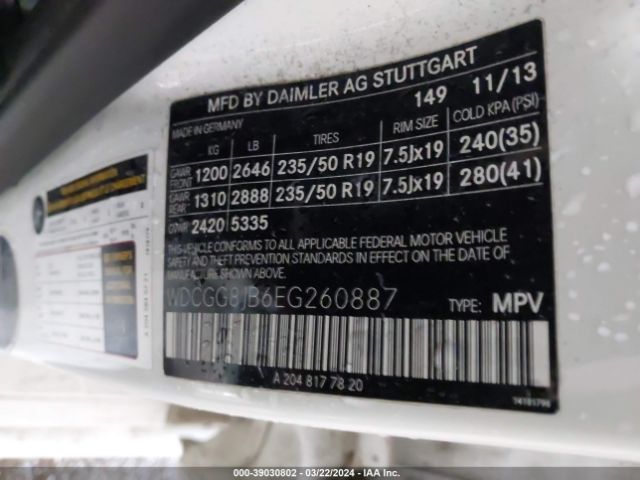 MFD BY DAIMLER AG STUTTGART
MADE IN GERMANY 149 11/13
KG LB TIRES RIM SIZE COLD KPA (PSI)
GAWR FRONT 1200 2646 235/50 R19 7.5Jx19 240(35)
GAWR REAR 1310 2888 235/50 R19 7.5Jx19 280(41)
GVWR 2420 5335
THIS VEHICLE CONFORMS TO ALL APPLICABLE FEDERAL MOTOR VEHICLE
SAFETY AND THEFT PREVENTION STANDARDS IN EFFECT ON THE DATE OF
MANUFACTURE SHOWN ABOVE.
WDCGG8JB6EG260887 TYPE: MPV
A 204 817 78 20
000-39030802 - 03/22/2024 - IAA Inc.